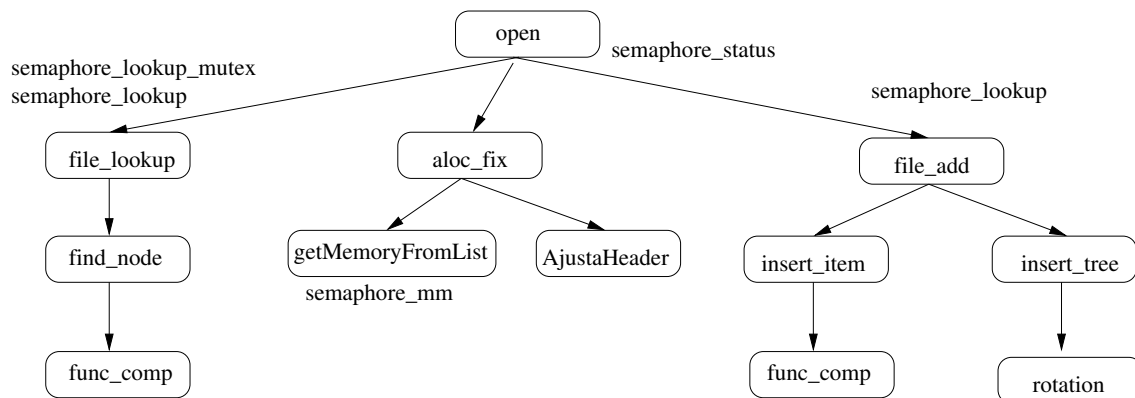 open
semaphore_status
semaphore_lookup_mutex
semaphore_lookup
semaphore_lookup
file_lookup
aloc_fix
file_add
find_node
getMemoryFromList
AjustaHeader
insert_item
insert_tree
semaphore_mm
func_comp
func_comp
rotation